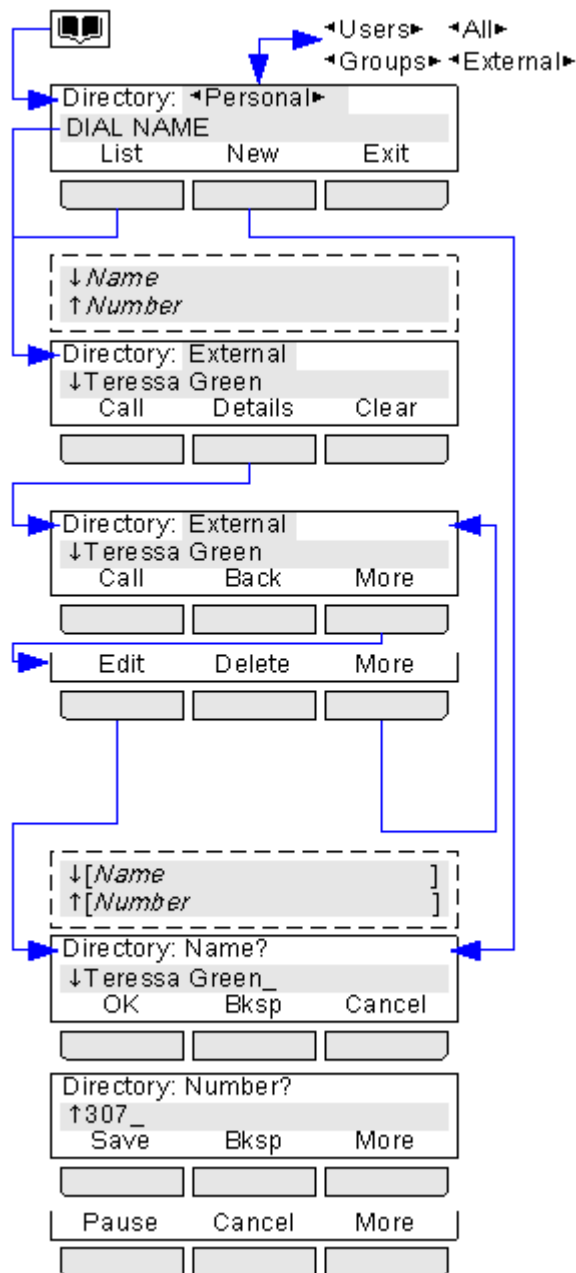 ◄Users► ◄All►
◄Groups► ◄External►
Directory: ◄Personal►
DIAL NAME
List New Exit
↓Name
↑Number
Directory: External
↓Teressa Green
Call Details Clear
Directory: External
↓Teressa Green
Call Back More
Edit Delete More
↓[Name ]
↑[Number ]
Directory: Name?
↓Teressa Green_
OK Bksp Cancel
Directory: Number?
↑307_
Save Bksp More
Pause Cancel More